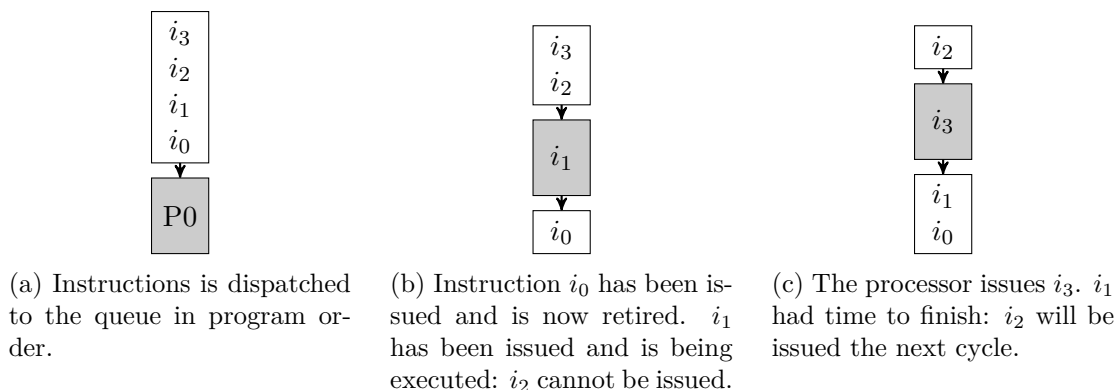 i₃
i₂
i₁
i₀
P0
(a) Instructions is dispatched
to the queue in program or-
der.
i₃
i₂
i₁
i₀
(b) Instruction i₀ has been is-
sued and is now retired. i₁
has been issued and is being
executed: i₂ cannot be issued.
i₂
i₃
i₁
i₀
(c) The processor issues i₃. i₁
had time to finish: i₂ will be
issued the next cycle.